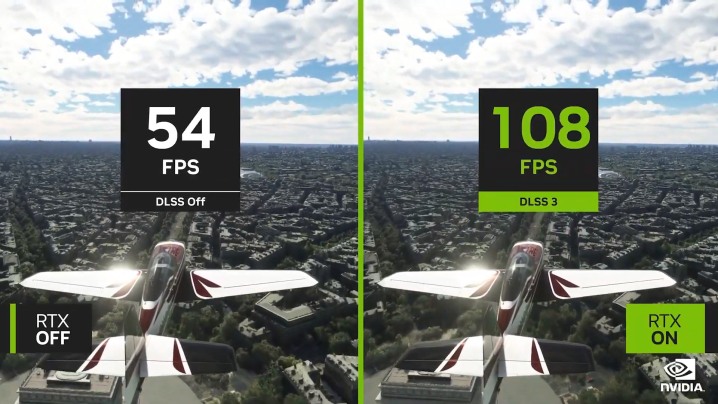 54
FPS
DLSS Off
RTX
OFF
108
FPS
DLSS 3
RTX
ON
NVIDIA.